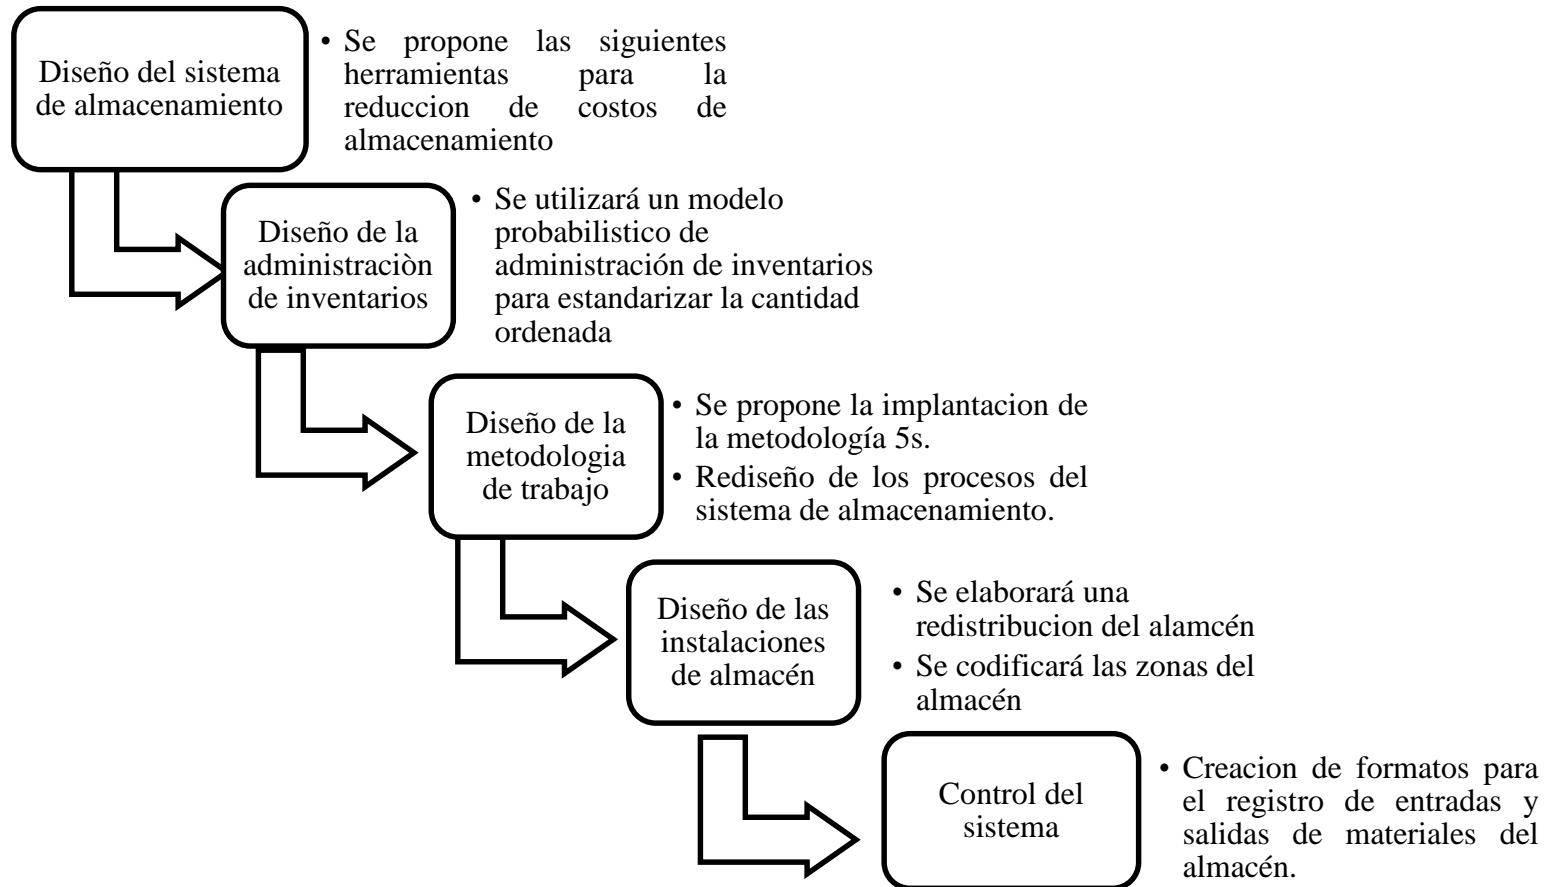 Diseño del sistema
de almacenamiento
• Se propone las siguientes
herramientas para la
reduccion de costos de
almacenamiento
Diseño de la
administraciòn
de inventarios
• Se utilizará un modelo
probabilistico de
administración de inventarios
para estandarizar la cantidad
ordenada
Diseño de la
metodologia
de trabajo
• Se propone la implantacion de
la metodología 5s.
• Rediseño de los procesos del
sistema de almacenamiento.
Diseño de las
instalaciones
de almacén
• Se elaborará una
redistribucion del alamcén
• Se codificará las zonas del
almacén
Control del
sistema
• Creacion de formatos para
el registro de entradas y
salidas de materiales del
almacén.